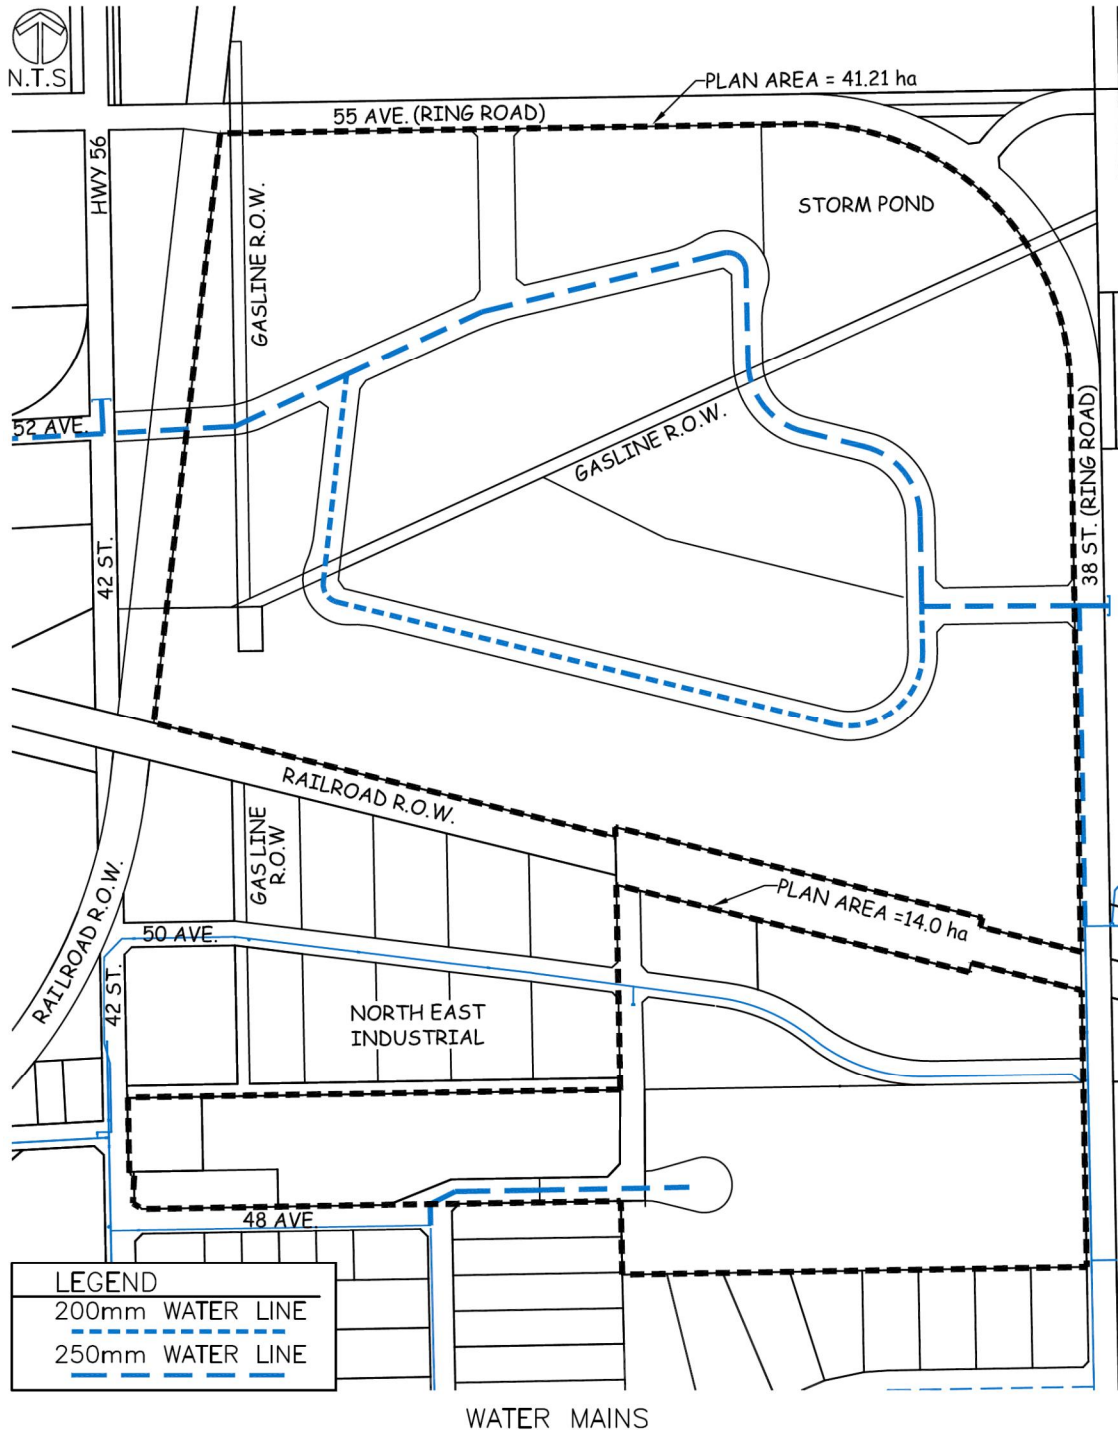 N.T.S
PLAN AREA = 41.21 ha
55 AVE. (RING ROAD)
HWY 56
GASLINE R.O.W.
STORM POND
52 AVE.
GASLINE R.O.W.
38 ST. (RING ROAD)
42 ST.
RAILROAD R.O.W.
GAS LINE
R.O.W
PLAN AREA =14.0 ha
RAILROAD R.O.W.
50 AVE.
42 ST.
NORTH EAST
INDUSTRIAL
48 AVE.
LEGEND
200mm WATER LINE
250mm WATER LINE
WATER MAINS